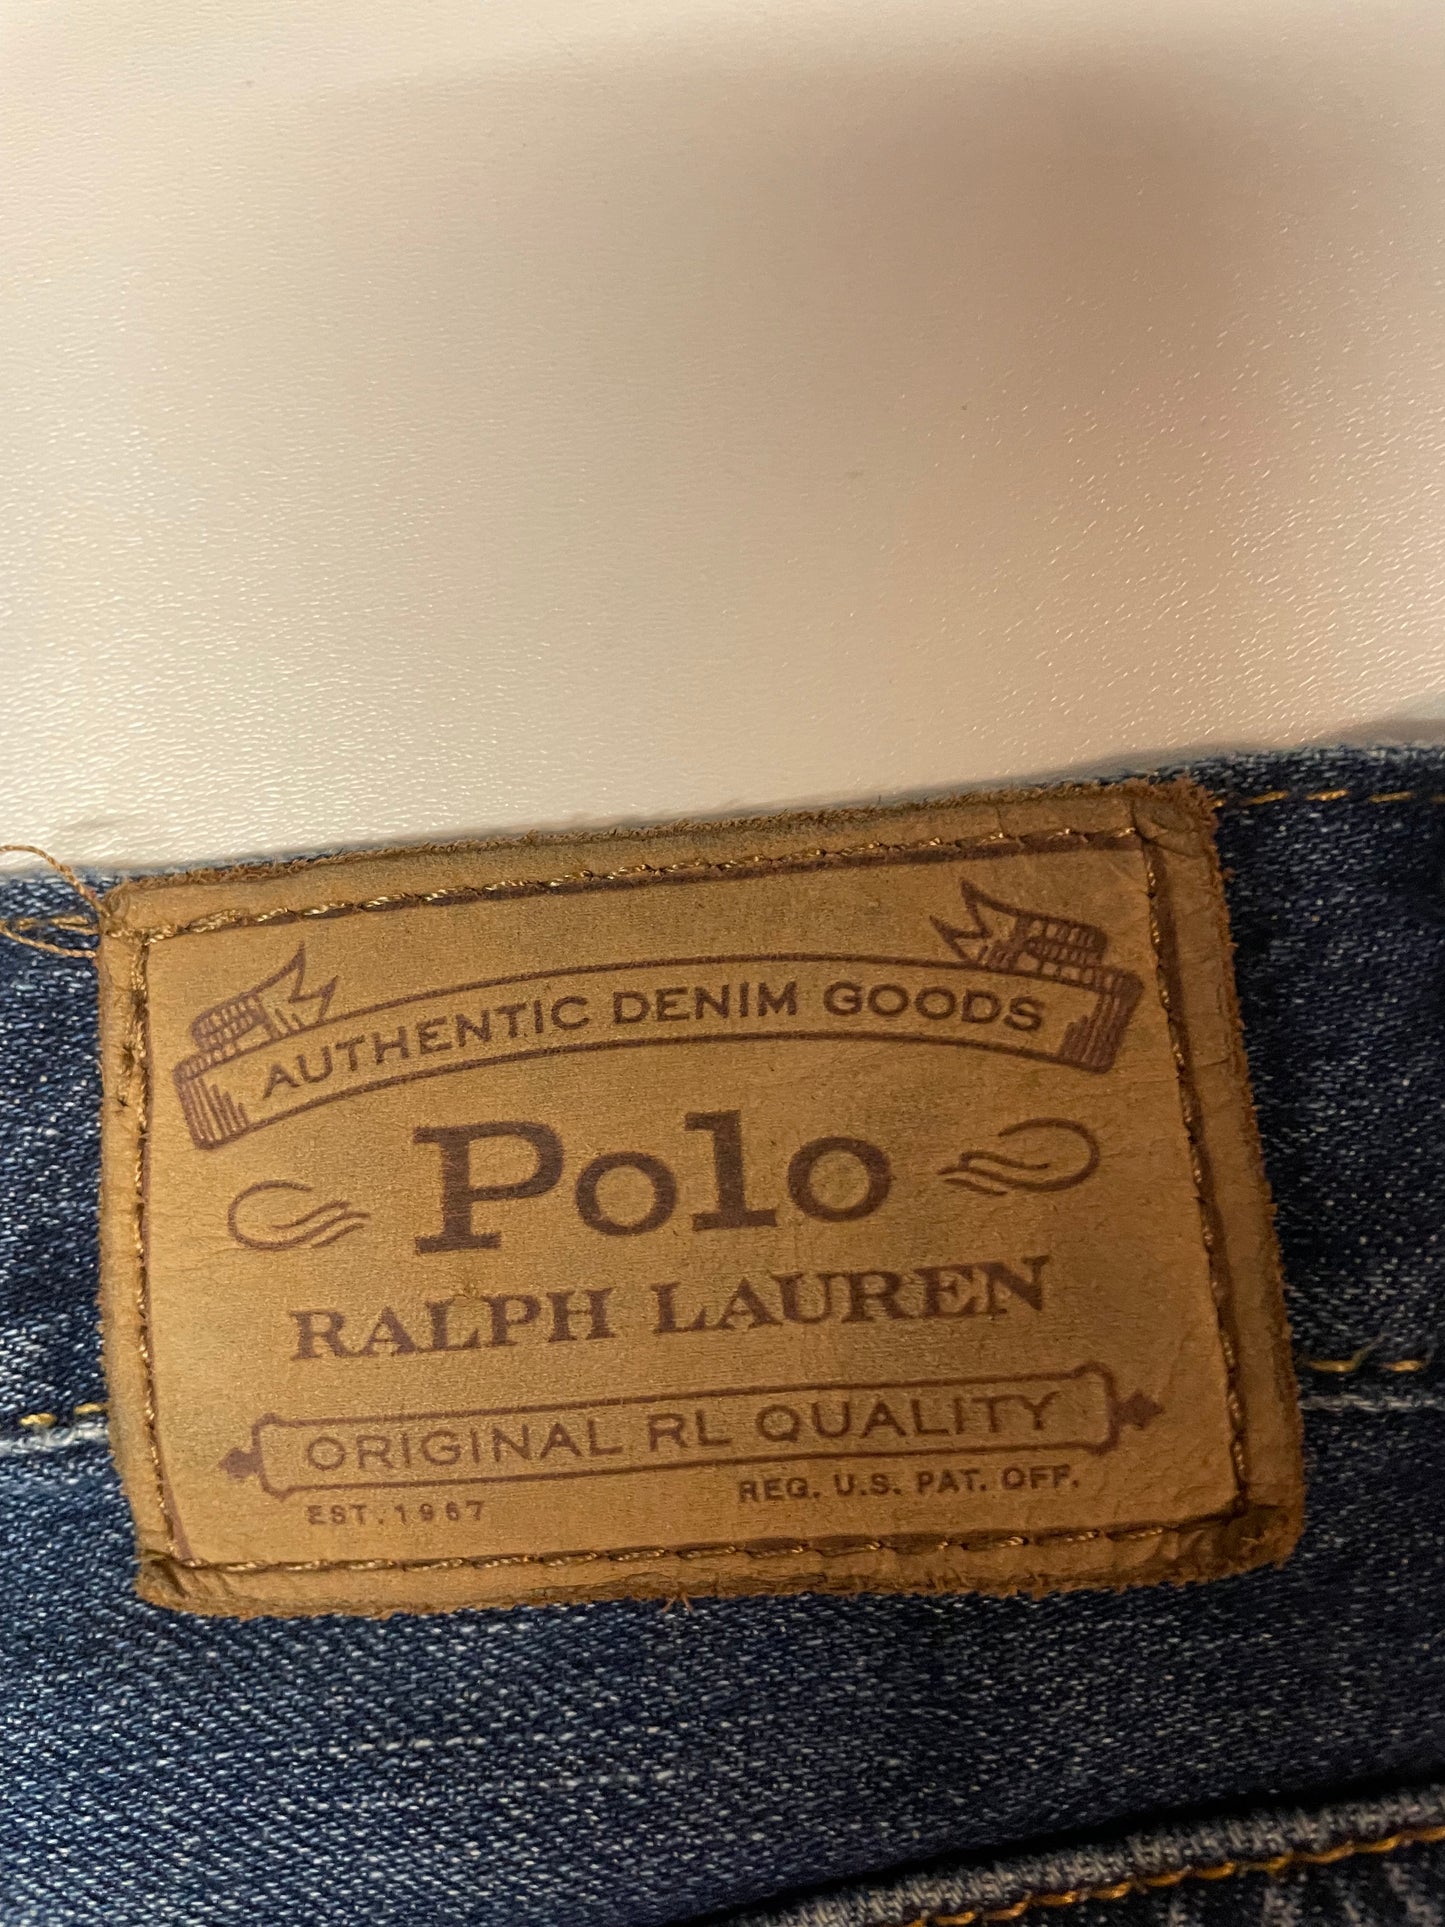 AUTHENTIC DENIM GOODS
Polo
RALPH LAUREN
ORIGINAL RL QUALITY
EST. 1967
REG. U.S. PAT. OFF.